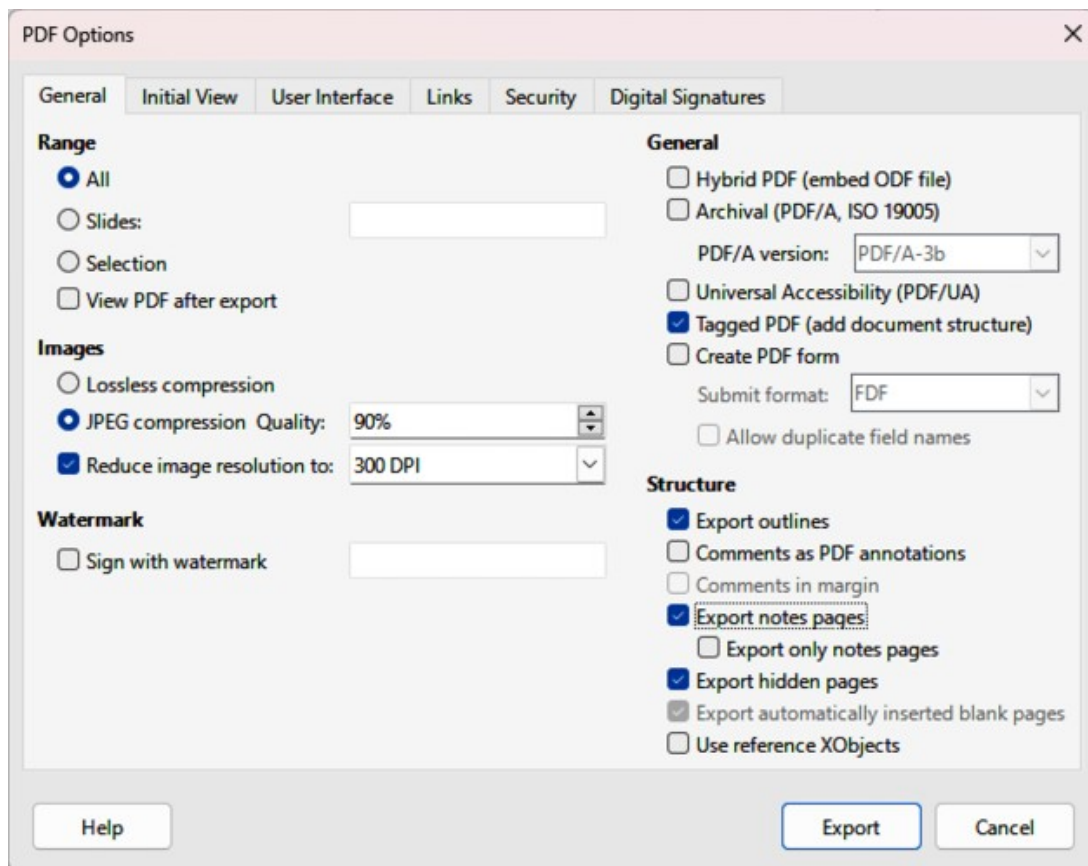 PDF Options
General Initial View User Interface Links Security Digital Signatures
Range
All
Slides:
Selection
View PDF after export
Images
Lossless compression
JPEG compression Quality: 90%
Reduce image resolution to: 300 DPI
Watermark
Sign with watermark
General
Hybrid PDF (embed ODF file)
Archival (PDF/A, ISO 19005)
PDF/A version: PDF/A-3b
Universal Accessibility (PDF/UA)
Tagged PDF (add document structure)
Create PDF form
Submit format: FDF
Allow duplicate field names
Structure
Export outlines
Comments as PDF annotations
Comments in margin
Export notes pages
Export only notes pages
Export hidden pages
Export automatically inserted blank pages
Use reference XObjects
Help Export Cancel